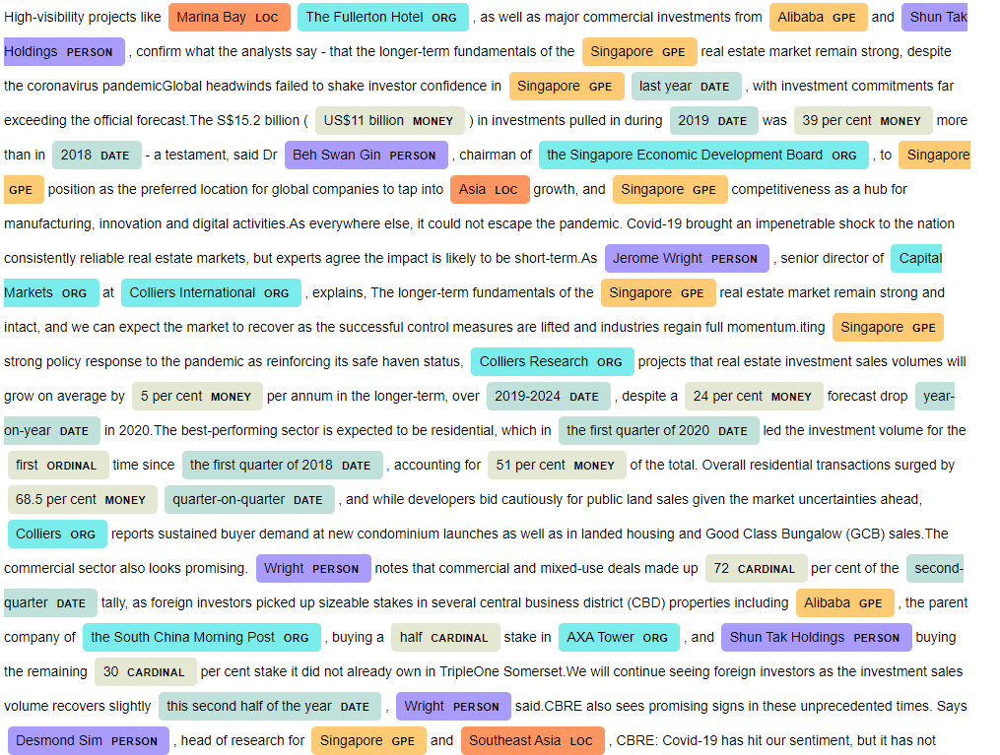 High-visibility projects like Marina Bay LOC The Fullerton Hotel ORG , as well as major commercial investments from Alibaba GPE and Shun Tak
Holdings PERSON , confirm what the analysts say - that the longer-term fundamentals of the Singapore GPE real estate market remain strong, despite
the coronavirus pandemicGlobal headwinds failed to shake investor confidence in Singapore GPE last year DATE , with investment commitments far
exceeding the official forecast.The S$15.2 billion ( US$11 billion MONEY ) in investments pulled in during 2019 DATE was 39 per cent MONEY more
than in 2018 DATE - a testament, said Dr Beh Swan Gin PERSON , chairman of the Singapore Economic Development Board ORG , to Singapore
GPE position as the preferred location for global companies to tap into Asia LOC growth, and Singapore GPE competitiveness as a hub for
manufacturing, innovation and digital activities.As everywhere else, it could not escape the pandemic. Covid-19 brought an impenetrable shock to the nation
consistently reliable real estate markets, but experts agree the impact is likely to be short-term.As Jerome Wright PERSON , senior director of Capital
Markets ORG at Colliers International ORG , explains, The longer-term fundamentals of the Singapore GPE real estate market remain strong and
intact, and we can expect the market to recover as the successful control measures are lifted and industries regain full momentum.iting Singapore GPE
strong policy response to the pandemic as reinforcing its safe haven status, Colliers Research ORG projects that real estate investment sales volumes will
grow on average by 5 per cent MONEY per annum in the longer-term, over 2019-2024 DATE , despite a 24 per cent MONEY forecast drop year-
on-year DATE in 2020.The best-performing sector is expected to be residential, which in the first quarter of 2020 DATE led the investment volume for the
first ORDINAL time since the first quarter of 2018 DATE , accounting for 51 per cent MONEY of the total. Overall residential transactions surged by
68.5 per cent MONEY quarter-on-quarter DATE , and while developers bid cautiously for public land sales given the market uncertainties ahead,
Colliers ORG reports sustained buyer demand at new condominium launches as well as in landed housing and Good Class Bungalow (GCB) sales.The
commercial sector also looks promising. Wright PERSON notes that commercial and mixed-use deals made up 72 CARDINAL per cent of the second-
quarter DATE tally, as foreign investors picked up sizeable stakes in several central business district (CBD) properties including Alibaba GPE , the parent
company of the South China Morning Post ORG , buying a half CARDINAL stake in AXA Tower ORG , and Shun Tak Holdings PERSON buying
the remaining 30 CARDINAL per cent stake it did not already own in TripleOne Somerset.We will continue seeing foreign investors as the investment sales
volume recovers slightly this second half of the year DATE , Wright PERSON said.CBRE also sees promising signs in these unprecedented times. Says
Desmond Sim PERSON , head of research for Singapore GPE and Southeast Asia LOC , CBRE: Covid-19 has hit our sentiment, but it has not